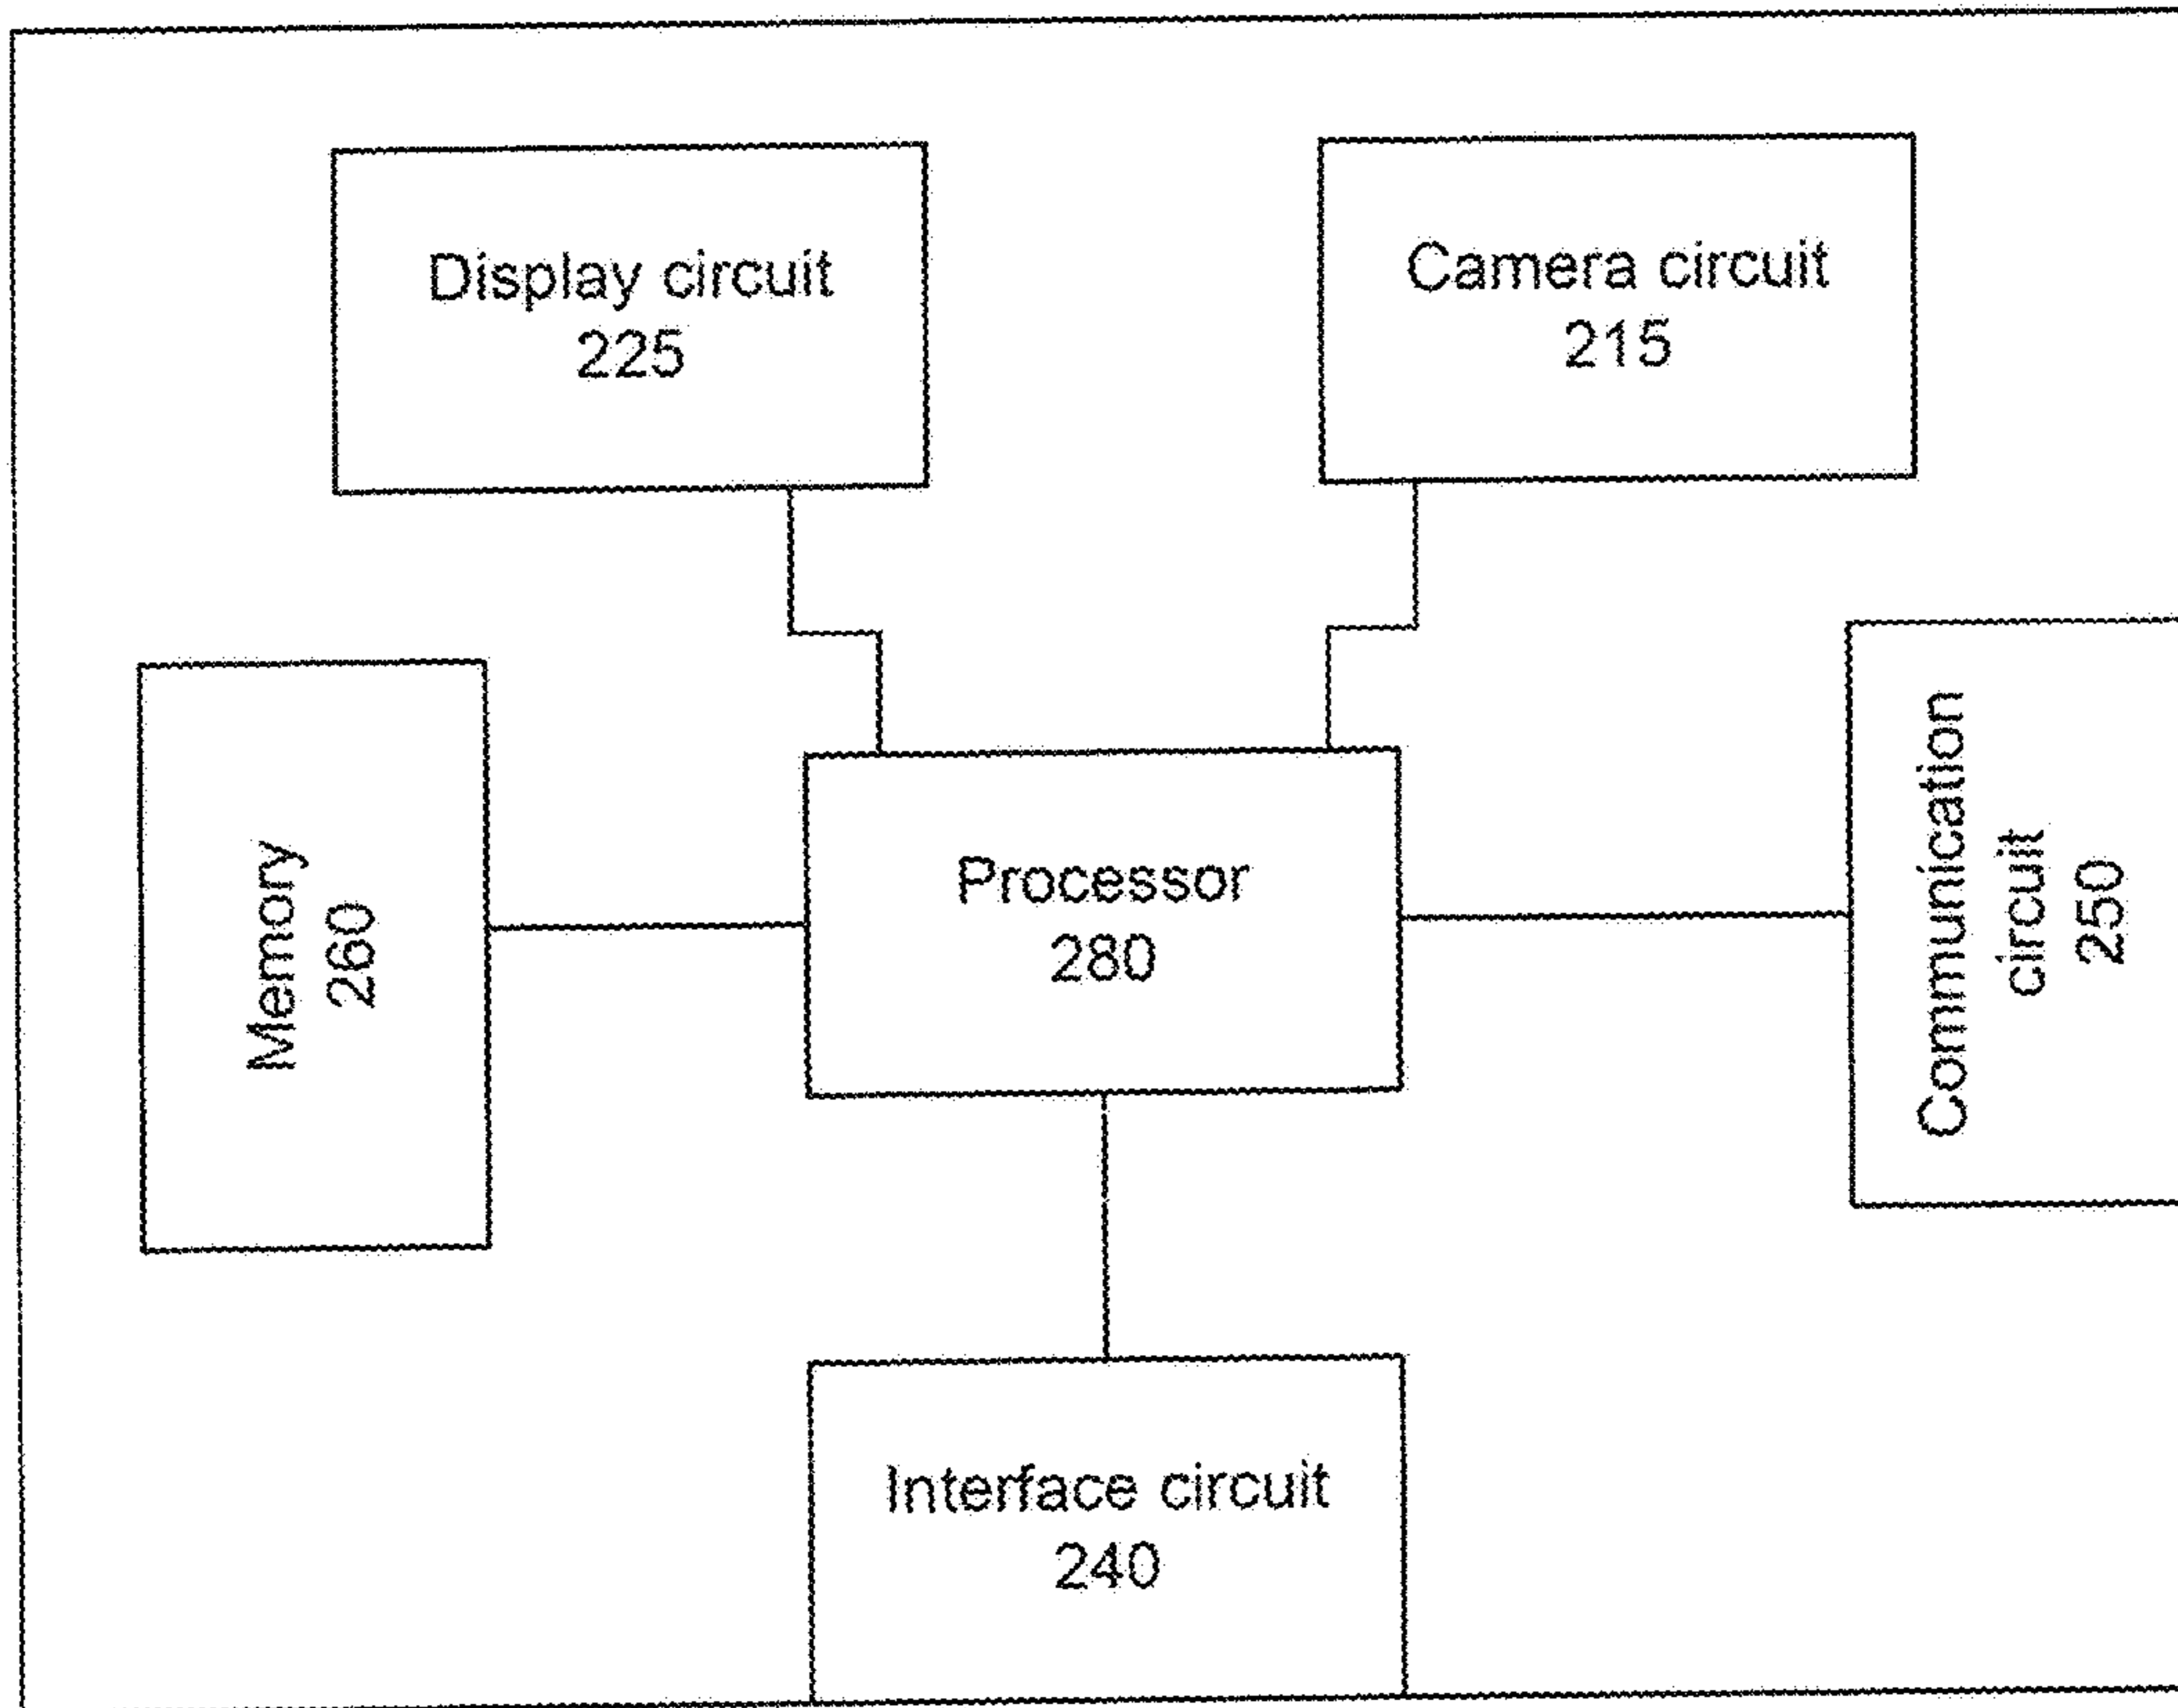 Display circuit
225
Camera circuit
215
Memory
260
Processor
280
Communication
circuit
250
Interface circuit
240